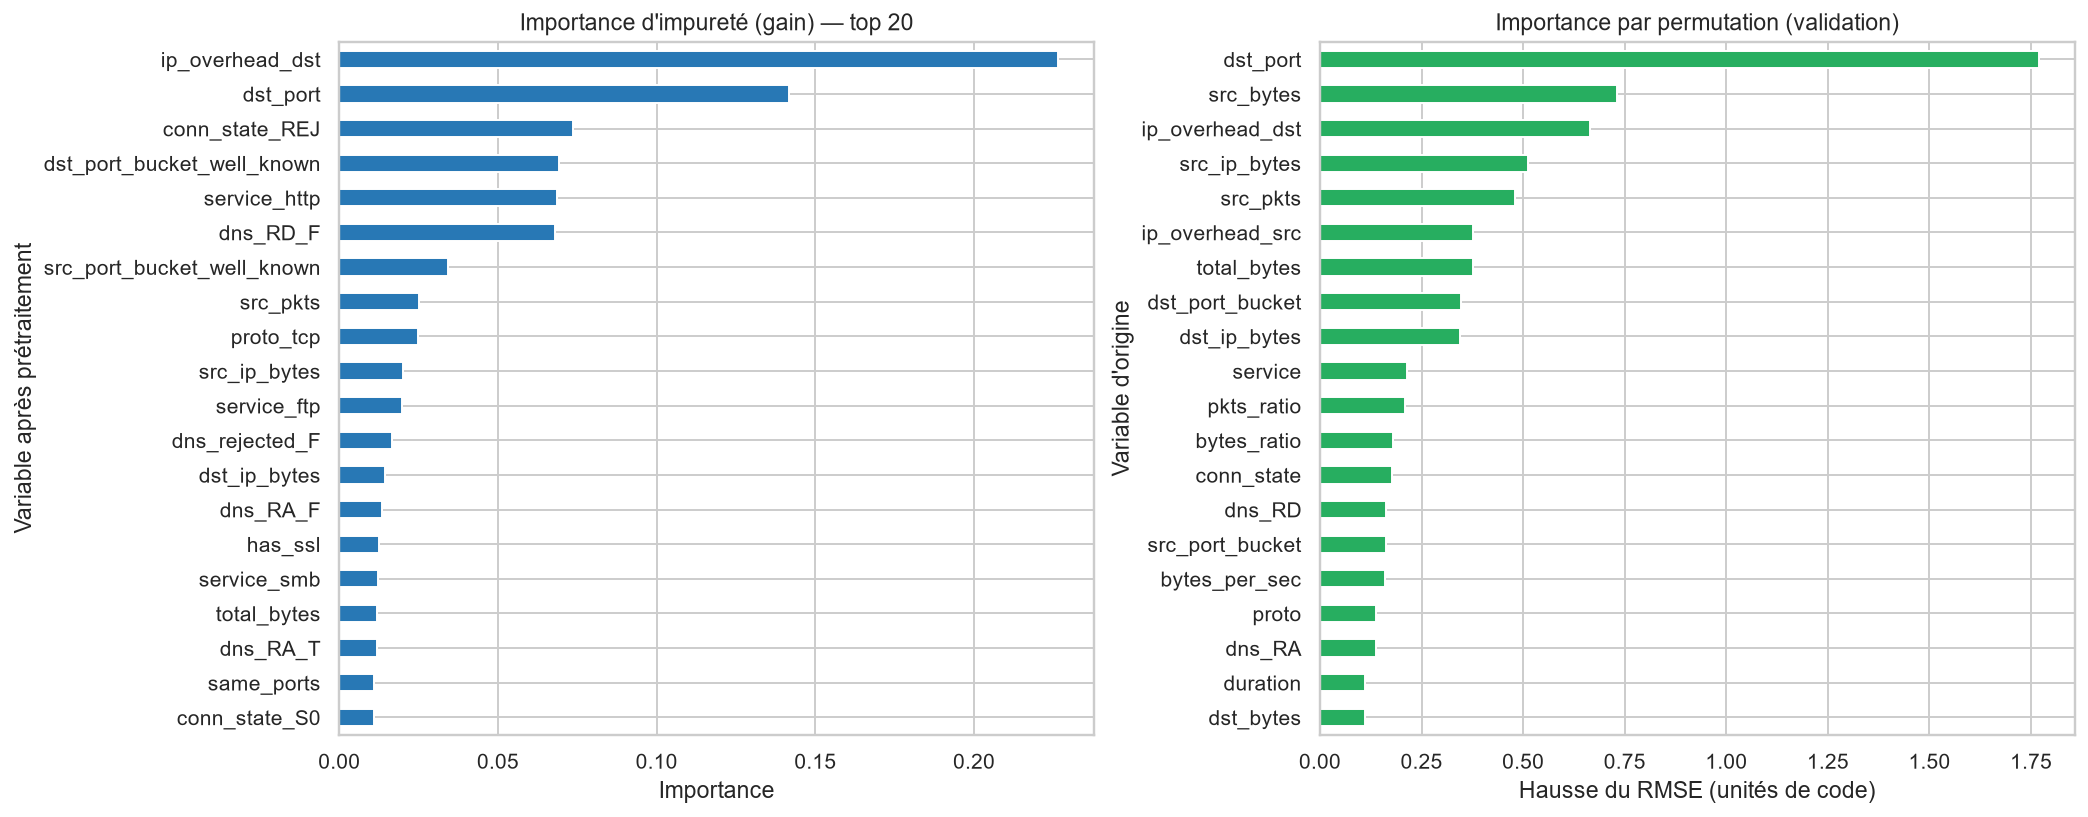 Importance d'impureté (gain) — top 20
Variable après prétraitement
ip_overhead_dst
dst_port
conn_state_REJ
dst_port_bucket_well_known
service_http
dns_RD_F
src_port_bucket_well_known
src_pkts
proto_tcp
src_ip_bytes
service_ftp
dns_rejected_F
dst_ip_bytes
dns_RA_F
has_ssl
service_smb
total_bytes
dns_RA_T
same_ports
conn_state_S0
0.00 0.05 0.10 0.15 0.20
Importance
Importance par permutation (validation)
Variable d'origine
dst_port
src_bytes
ip_overhead_dst
src_ip_bytes
src_pkts
ip_overhead_src
total_bytes
dst_port_bucket
dst_ip_bytes
service
pkts_ratio
bytes_ratio
conn_state
dns_RD
src_port_bucket
bytes_per_sec
proto
dns_RA
duration
dst_bytes
0.00 0.25 0.50 0.75 1.00 1.25 1.50 1.75
Hausse du RMSE (unités de code)